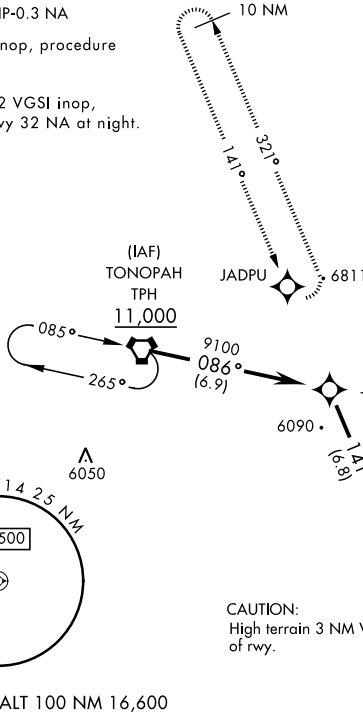 IP-0.3 NA
nop, procedure
2 VGSI inop,
vy 32 NA at night.
10 NM
141°
321°
(IAF)
TONOPAH
TPH
11,000
JADPU
6811
085°
265°
9100
086°
(6.9)
6090
141
(6.8)
6050
14 25 NM
500
CAUTION:
High terrain 3 NM
of rwy.
ALT 100 NM 16,600